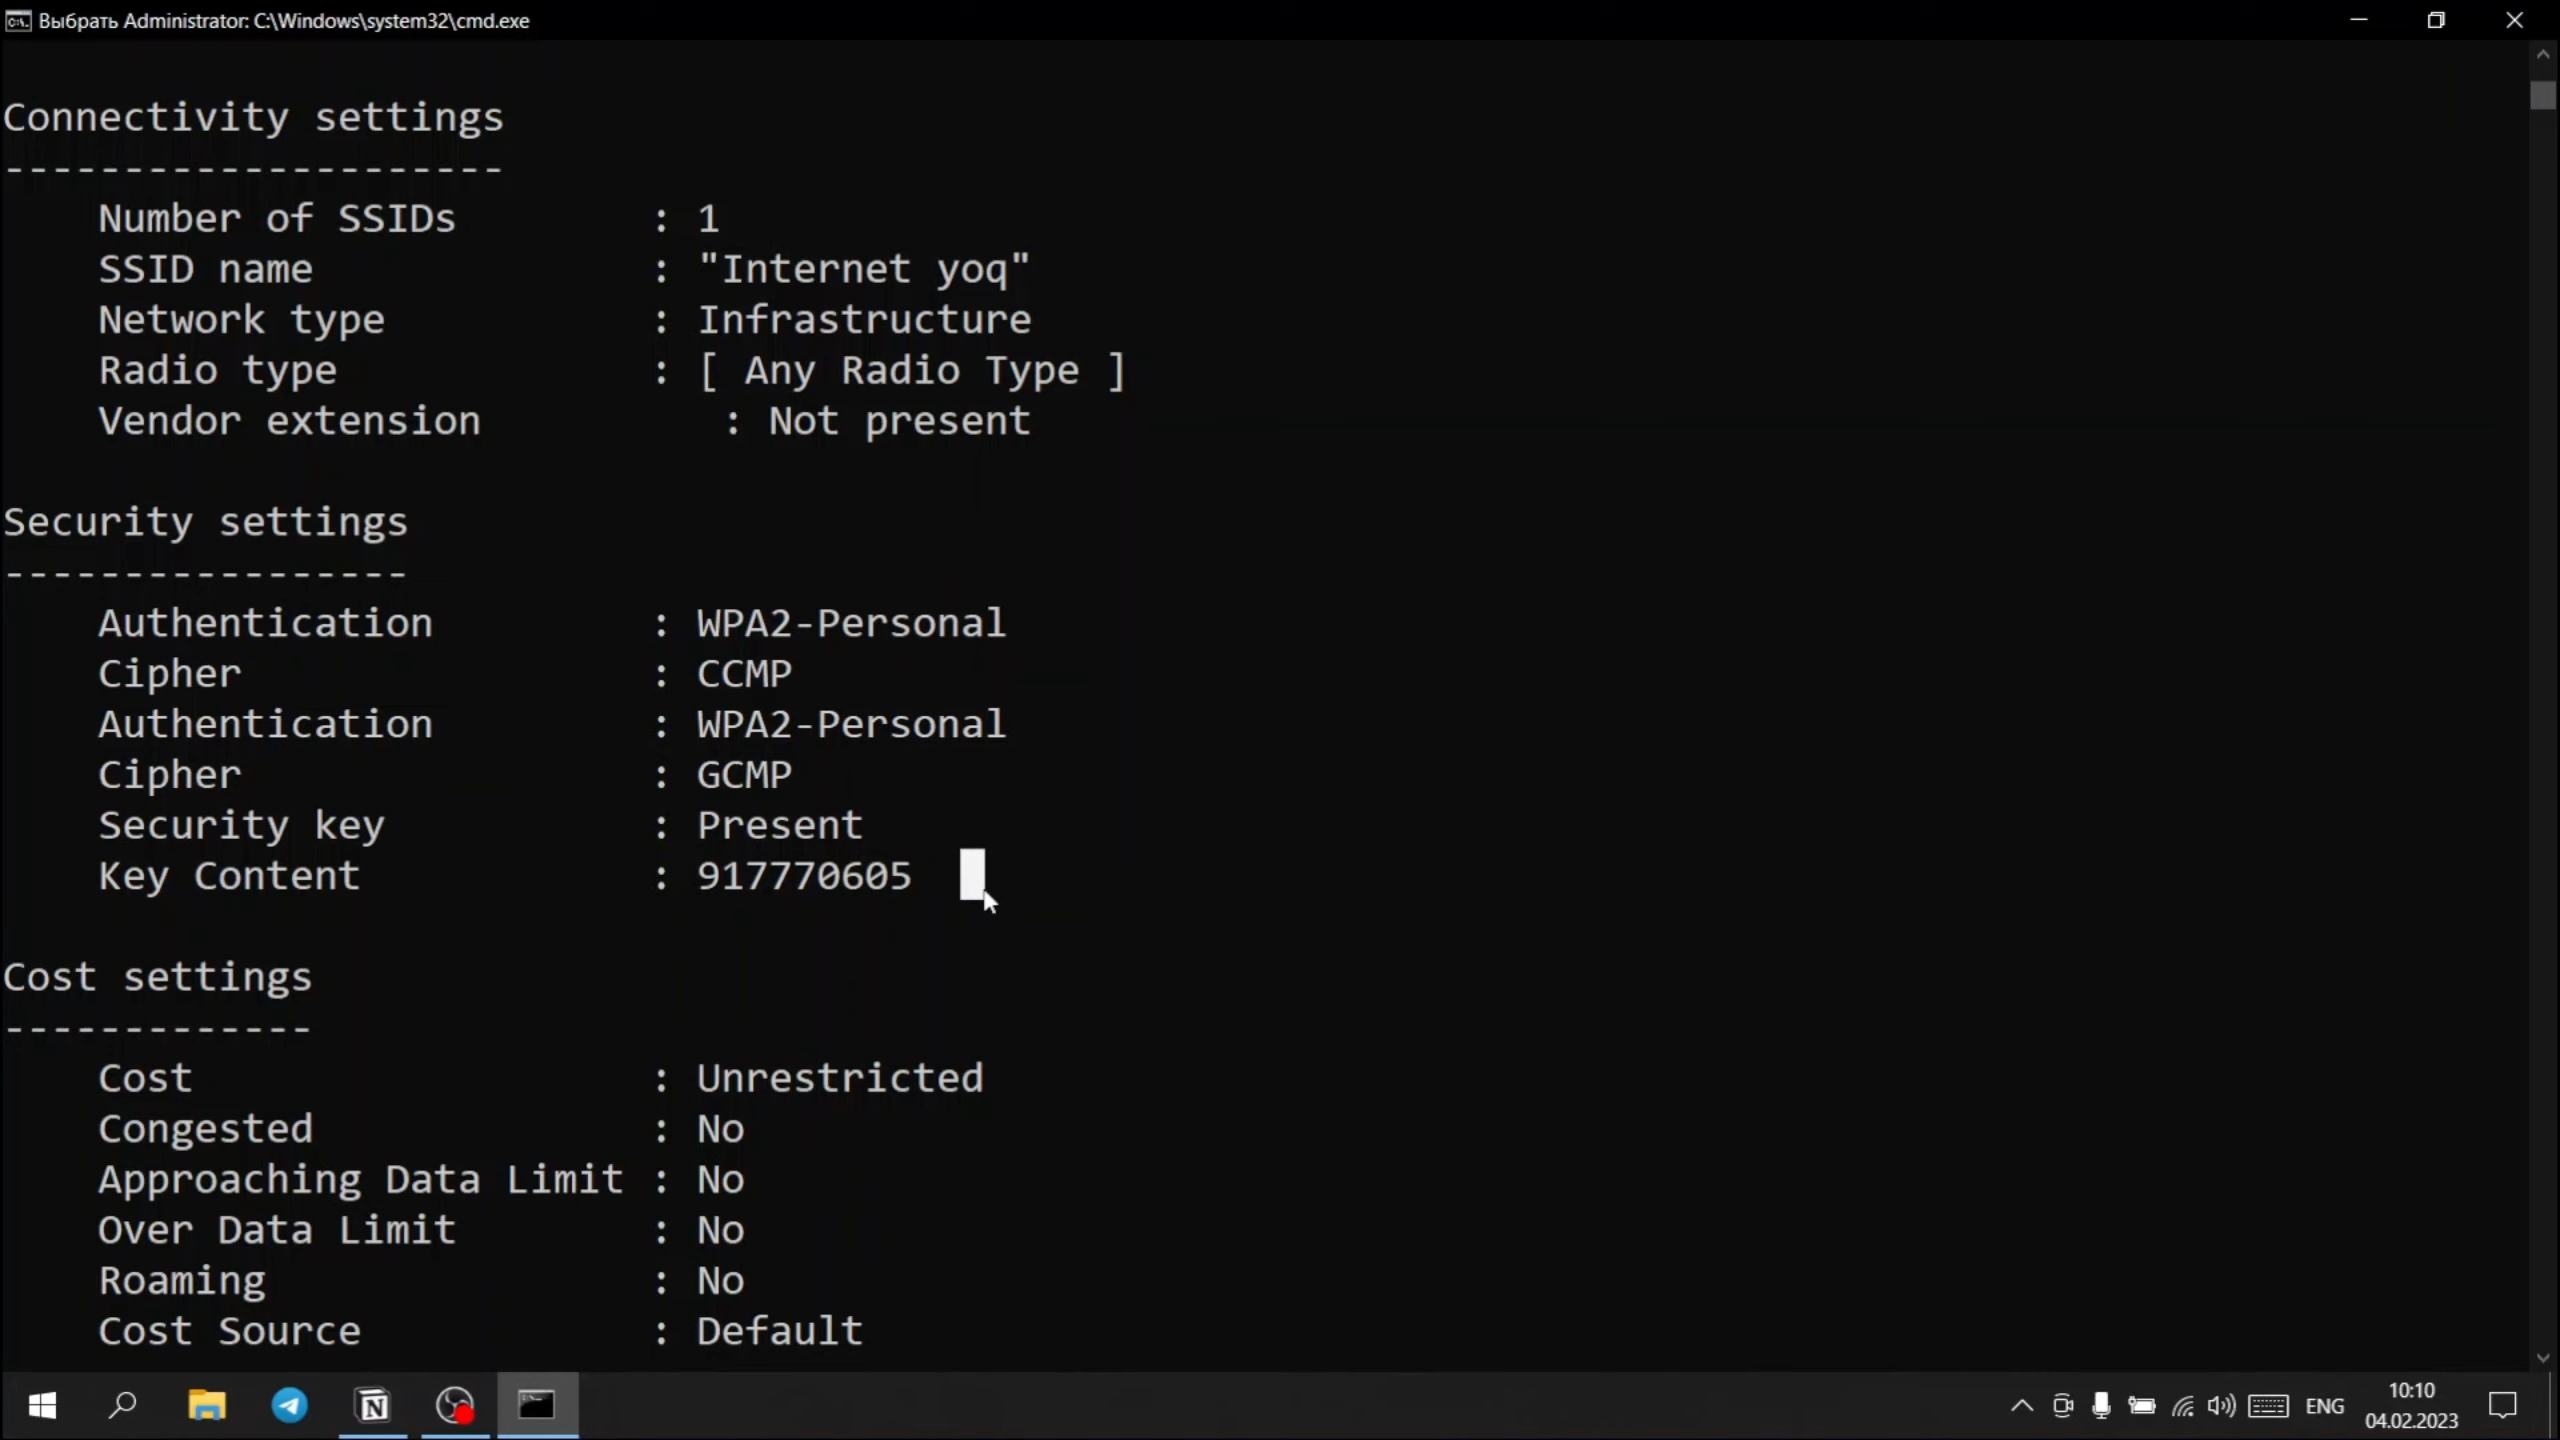 Выбрать Administrator: C:\Windows\system32\cmd.exe
Connectivity settings
---------------------
Number of SSIDs : 1
SSID name : "Internet yoq"
Network type : Infrastructure
Radio type : [ Any Radio Type ]
Vendor extension : Not present
Security settings
-----------------
Authentication : WPA2-Personal
Cipher : CCMP
Authentication : WPA2-Personal
Cipher : GCMP
Security key : Present
Key Content : 917770605
Cost settings
-------------
Cost : Unrestricted
Congested : No
Approaching Data Limit : No
Over Data Limit : No
Roaming : No
Cost Source : Default
ENG
10:10
04.02.2023